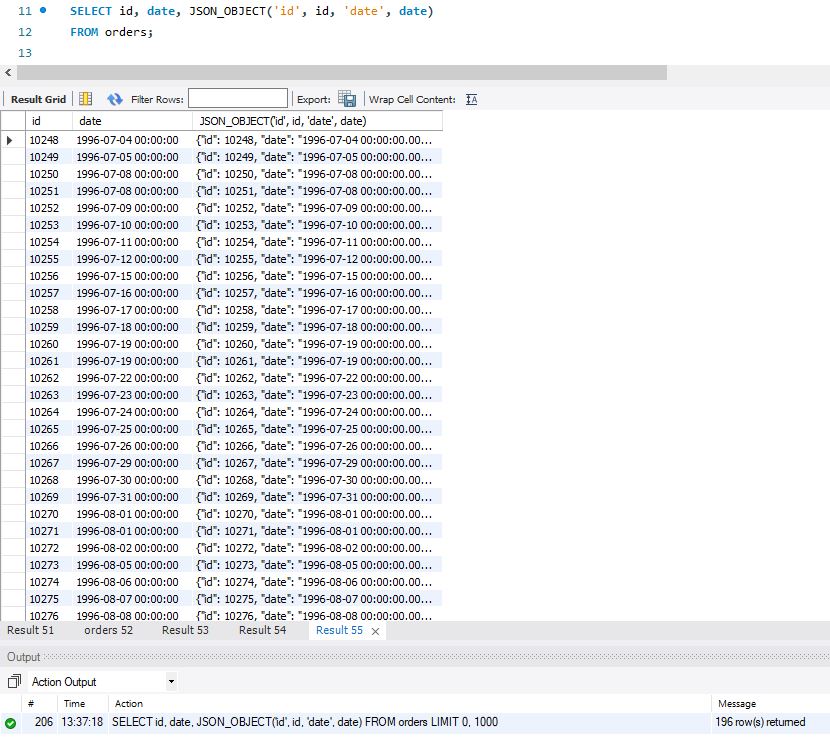 11 SELECT id, date, JSON_OBJECT('id', id, 'date', date)
12 FROM orders;
13
Result Grid Filter Rows: Export: Wrap Cell Content:
id date JSON_OBJECT('id', id, 'date', date)
10248 1996-07-04 00:00:00 {"id": 10248, "date": "1996-07-04 00:00:00.00...
10249 1996-07-05 00:00:00 {"id": 10249, "date": "1996-07-05 00:00:00.00...
10250 1996-07-08 00:00:00 {"id": 10250, "date": "1996-07-08 00:00:00.00...
10251 1996-07-08 00:00:00 {"id": 10251, "date": "1996-07-08 00:00:00.00...
10252 1996-07-09 00:00:00 {"id": 10252, "date": "1996-07-09 00:00:00.00...
10253 1996-07-10 00:00:00 {"id": 10253, "date": "1996-07-10 00:00:00.00...
10254 1996-07-11 00:00:00 {"id": 10254, "date": "1996-07-11 00:00:00.00...
10255 1996-07-12 00:00:00 {"id": 10255, "date": "1996-07-12 00:00:00.00...
10256 1996-07-15 00:00:00 {"id": 10256, "date": "1996-07-15 00:00:00.00...
10257 1996-07-16 00:00:00 {"id": 10257, "date": "1996-07-16 00:00:00.00...
10258 1996-07-17 00:00:00 {"id": 10258, "date": "1996-07-17 00:00:00.00...
10259 1996-07-18 00:00:00 {"id": 10259, "date": "1996-07-18 00:00:00.00...
10260 1996-07-19 00:00:00 {"id": 10260, "date": "1996-07-19 00:00:00.00...
10261 1996-07-19 00:00:00 {"id": 10261, "date": "1996-07-19 00:00:00.00...
10262 1996-07-22 00:00:00 {"id": 10262, "date": "1996-07-22 00:00:00.00...
10263 1996-07-23 00:00:00 {"id": 10263, "date": "1996-07-23 00:00:00.00...
10264 1996-07-24 00:00:00 {"id": 10264, "date": "1996-07-24 00:00:00.00...
10265 1996-07-25 00:00:00 {"id": 10265, "date": "1996-07-25 00:00:00.00...
10266 1996-07-26 00:00:00 {"id": 10266, "date": "1996-07-26 00:00:00.00...
10267 1996-07-29 00:00:00 {"id": 10267, "date": "1996-07-29 00:00:00.00...
10268 1996-07-30 00:00:00 {"id": 10268, "date": "1996-07-30 00:00:00.00...
10269 1996-07-31 00:00:00 {"id": 10269, "date": "1996-07-31 00:00:00.00...
10270 1996-08-01 00:00:00 {"id": 10270, "date": "1996-08-01 00:00:00.00...
10271 1996-08-01 00:00:00 {"id": 10271, "date": "1996-08-01 00:00:00.00...
10272 1996-08-02 00:00:00 {"id": 10272, "date": "1996-08-02 00:00:00.00...
10273 1996-08-05 00:00:00 {"id": 10273, "date": "1996-08-05 00:00:00.00...
10274 1996-08-06 00:00:00 {"id": 10274, "date": "1996-08-06 00:00:00.00...
10275 1996-08-07 00:00:00 {"id": 10275, "date": "1996-08-07 00:00:00.00...
10276 1996-08-08 00:00:00 {"id": 10276, "date": "1996-08-08 00:00:00.00...
Result 51 orders 52 Result 53 Result 54 Result 55
Output
Action Output
# Time Action Message
206 13:37:18 SELECT id, date, JSON_OBJECT('id', id, 'date', date) FROM orders LIMIT 0, 1000 196 row(s) returned